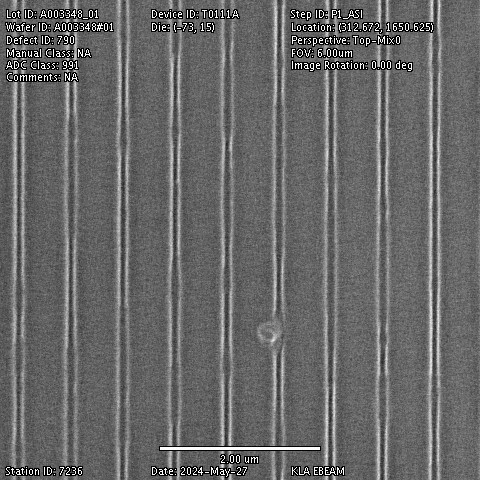 Lot ID: A003348_01
Wafer ID: A003348#01
Defect ID: 790
Manual Class: NA
ADC Class: 991
Comments: NA
Device ID: T0111A
Die: (-73, 15)
Step ID: P1_ASI
Location: (312.672, 1650.625)
Perspective: Top-Mix0
FOV: 6.00um
Image Rotation: 0.00 deg
2.00 um
Station ID: 7236
Date: 2024-May-27
KLA EBEAM